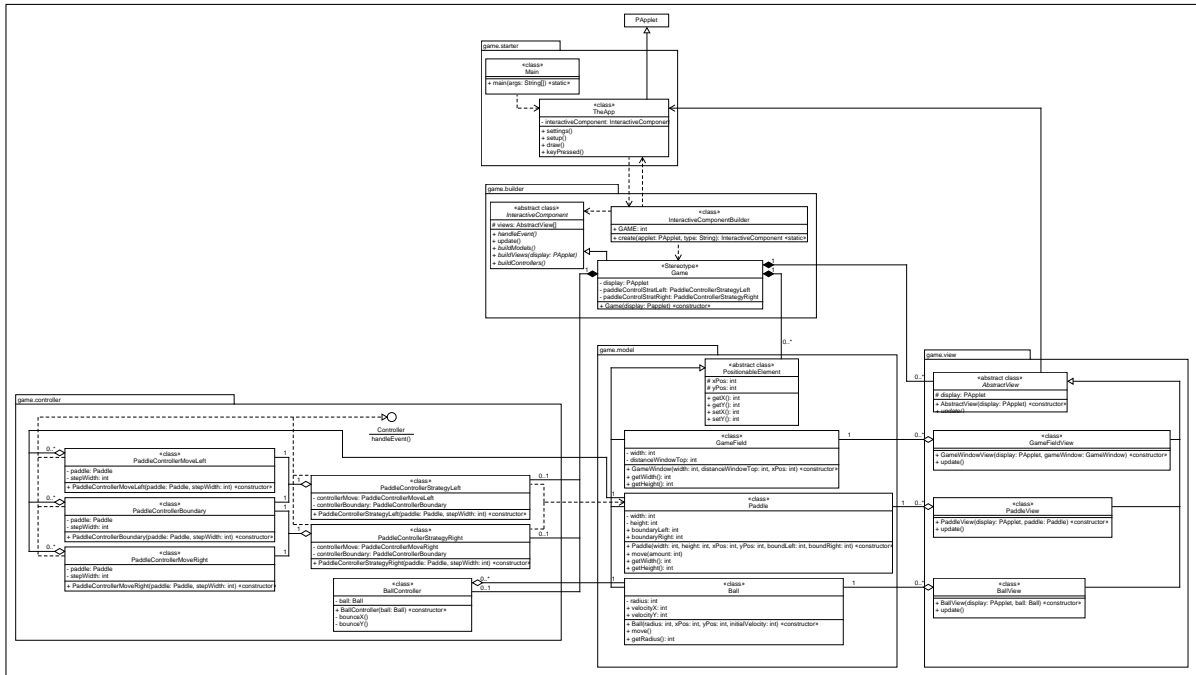 PApplet
game.starter
«class»
Main
+ main(args: String[]) «static»
«class»
TheApp
- interactiveComponent: InteractiveComponent
+ settings()
+ setup()
+ draw()
+ keyPressed()
game.builder
«abstract class»
InteractiveComponent
# views: AbstractView[]
+ handleEvent()
+ update()
+ buildModels()
+ buildViews(display: PApplet)
+ buildControllers()
«class»
InteractiveComponentBuilder
+ GAME: int
+ create(applet: PApplet, type: String): InteractiveComponent «static»
1
1
1
«Stereotype»
Game
- display: PApplet
- paddleControlStratLeft: PaddleControllerStrategyLeft
- paddleControlStratRight: PaddleControllerStrategyRight
+ Game(display: Papplet) «constructor»
0..*
0..*
game.model
«abstract class»
PositionableElement
# xPos: int
# yPos: int
+ getX(): int
+ getY(): int
+ setX(): int
+ setY(): int
«class»
GameField
- width: int
- distanceWindowTop: int
+ GameWindow(width: int, distanceWindowTop: int, xPos: int) «constructor»
+ getWidth(): int
+ getHeight(): int
1
0..*
«class»
Paddle
- width: int
- height: int
+ boundaryLeft: int
+ boundaryRight: int
+ Paddle(width: int, height: int, xPos: int, yPos: int, boundLeft: int, boundRight: int) «constructor»
+ move(amount: int)
+ getWidth(): int
+ getHeight(): int
1
0..*
«class»
Ball
- radius: int
+ velocityX: int
+ velocityY: int
+ Ball(radius: int, xPos: int, yPos: int, initialVelocity: int) «constructor»
+ move()
+ getRadius(): int
1
0..*
game.view
«abstract class»
AbstractView
# display: PApplet
+ AbstractView(display: PApplet) «constructor»
+ update()
«class»
GameFieldView
+ GameWindowView(display: PApplet, gameWindow: GameWindow) «constructor»
+ update()
«class»
PaddleView
+ PaddleView(display: PApplet, paddle: Paddle) «constructor»
+ update()
«class»
BallView
+ BallView(display: PApplet, ball: Ball) «constructor»
+ update()
game.controller
Controller
handleEvent()
0..*
«class»
PaddleControllerMoveLeft
- paddle: Paddle
- stepWidth: int
+ PaddleControllerMoveLeft(paddle: Paddle, stepWidth: int) «constructor»
1
1
0..*
«class»
PaddleControllerBoundary
- paddle: Paddle
- stepWidth: int
+ PaddleControllerBoundary(paddle: Paddle, stepWidth: int) «constructor»
1
1
1
0..*
«class»
PaddleControllerMoveRight
- paddle: Paddle
- stepWidth: int
+ PaddleControllerMoveRight(paddle: Paddle, stepWidth: int) «constructor»
1
«class»
PaddleControllerStrategyLeft
- controllerMove: PaddleControllerMoveLeft
- controllerBoundary: PaddleControllerBoundary
+ PaddleControllerStrategyLeft(paddle: Paddle, stepWidth: int) «constructor»
0..1
«class»
PaddleControllerStrategyRight
- controllerMove: PaddleControllerMoveRight
- controllerBoundary: PaddleControllerBoundary
+ PaddleControllerStrategyRight(paddle: Paddle, stepWidth: int) «constructor»
0..1
«class»
BallController
- ball: Ball
+ BallController(ball: Ball) «constructor»
- bounceX()
- bounceY()
0..*
0..1
1